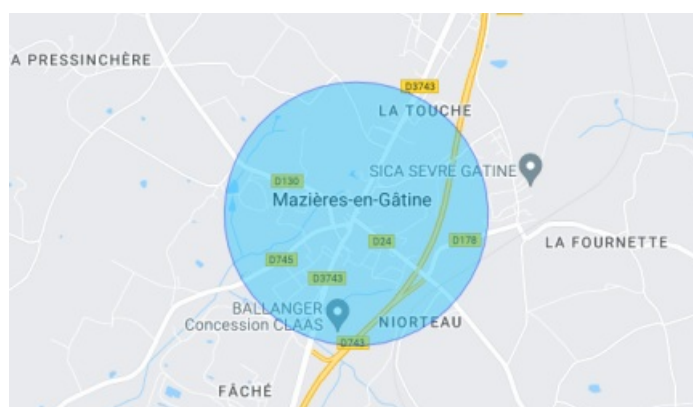 A PRESSINCHÈRE
D3743
LA TOUCHE
SICA SEVRE GATINE
D130
Mazières-en-Gâtine
D24
D178
LA FOURNETTE
D745
D3743
BALLANGER
Concession CLAAS
NIORTEAU
D743
FÂCHÉ